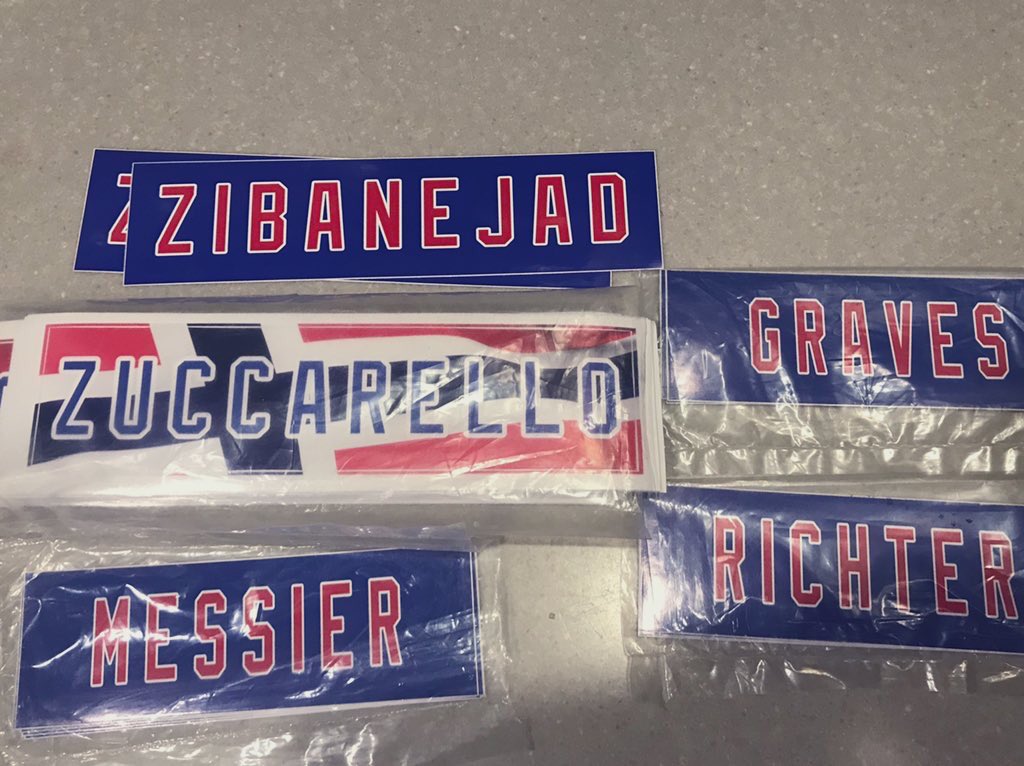 ZIBANEJAD
ZUCCARELLO
GRAVES
MESSIER
RICHTER